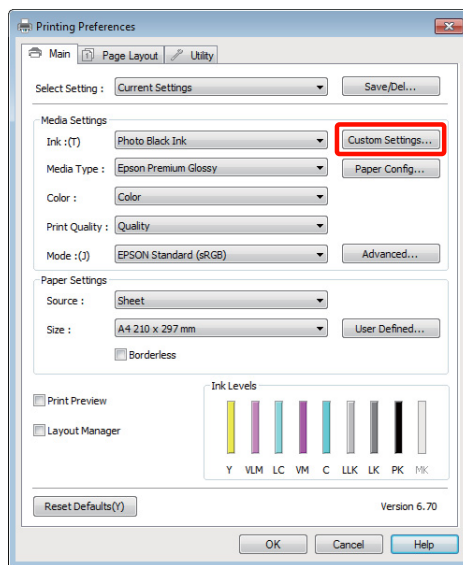 Printing Preferences
Main Page Layout Utility
Select Setting : Current Settings Save/Del...
Media Settings
Ink :(T) Photo Black Ink Custom Settings...
Media Type : Epson Premium Glossy Paper Config...
Color : Color
Print Quality : Quality
Mode :(J) EPSON Standard (sRGB) Advanced...
Paper Settings
Source : Sheet
Size : A4 210 x 297 mm User Defined...
Borderless
Ink Levels
Print Preview
Layout Manager
Y VLM LC VM C LLK LK PK MK
Reset Defaults(Y) Version 6.70
OK Cancel Help